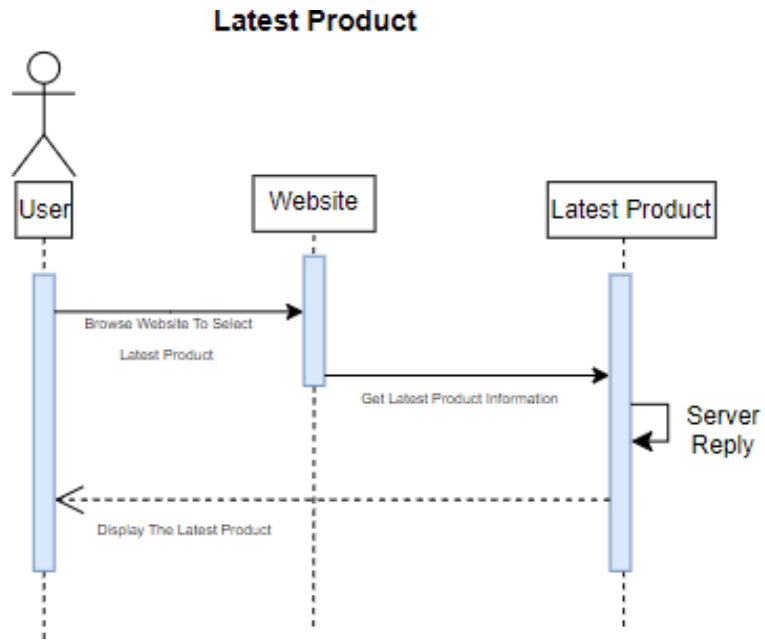 Latest Product
User
Website
Latest Product
Browse Website To Select
Latest Product
Get Latest Product Information
Server
Reply
Display The Latest Product